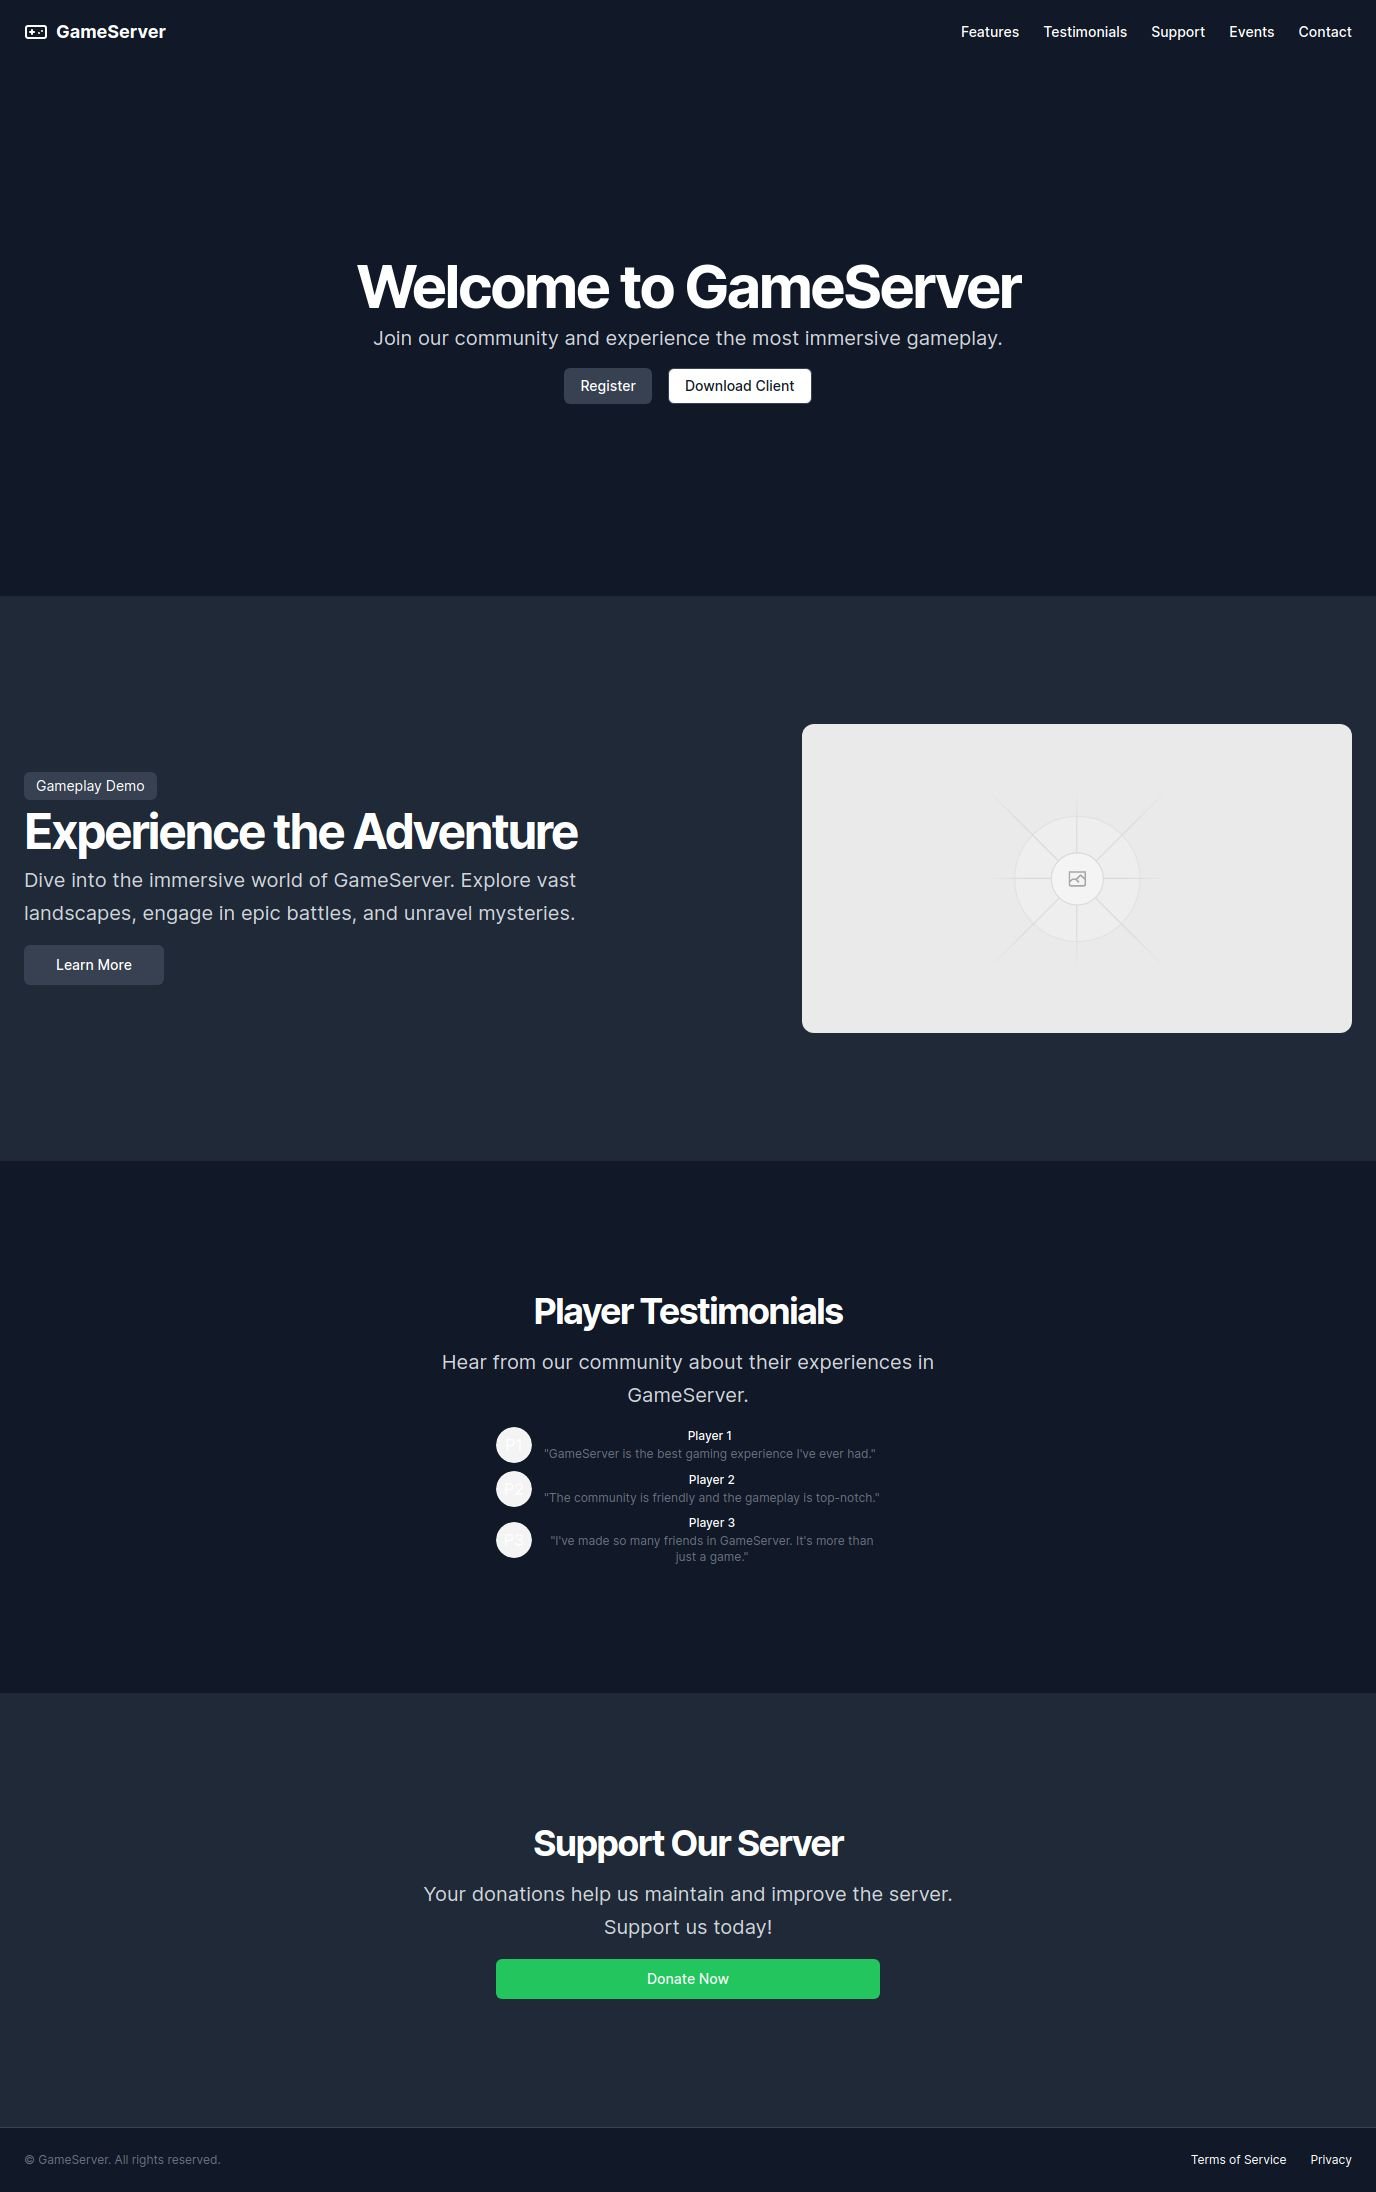 GameServer
Features Testimonials Support Events Contact
Welcome to GameServer
Join our community and experience the most immersive gameplay.
Register Download Client
Gameplay Demo
Experience the Adventure
Dive into the immersive world of GameServer. Explore vast
landscapes, engage in epic battles, and unravel mysteries.
Learn More
Player Testimonials
Hear from our community about their experiences in
GameServer.
P1
Player 1
"GameServer is the best gaming experience I've ever had."
P2
Player 2
"The community is friendly and the gameplay is top-notch."
P3
Player 3
"I've made so many friends in GameServer. It's more than
just a game."
Support Our Server
Your donations help us maintain and improve the server.
Support us today!
Donate Now
© GameServer. All rights reserved.
Terms of Service Privacy